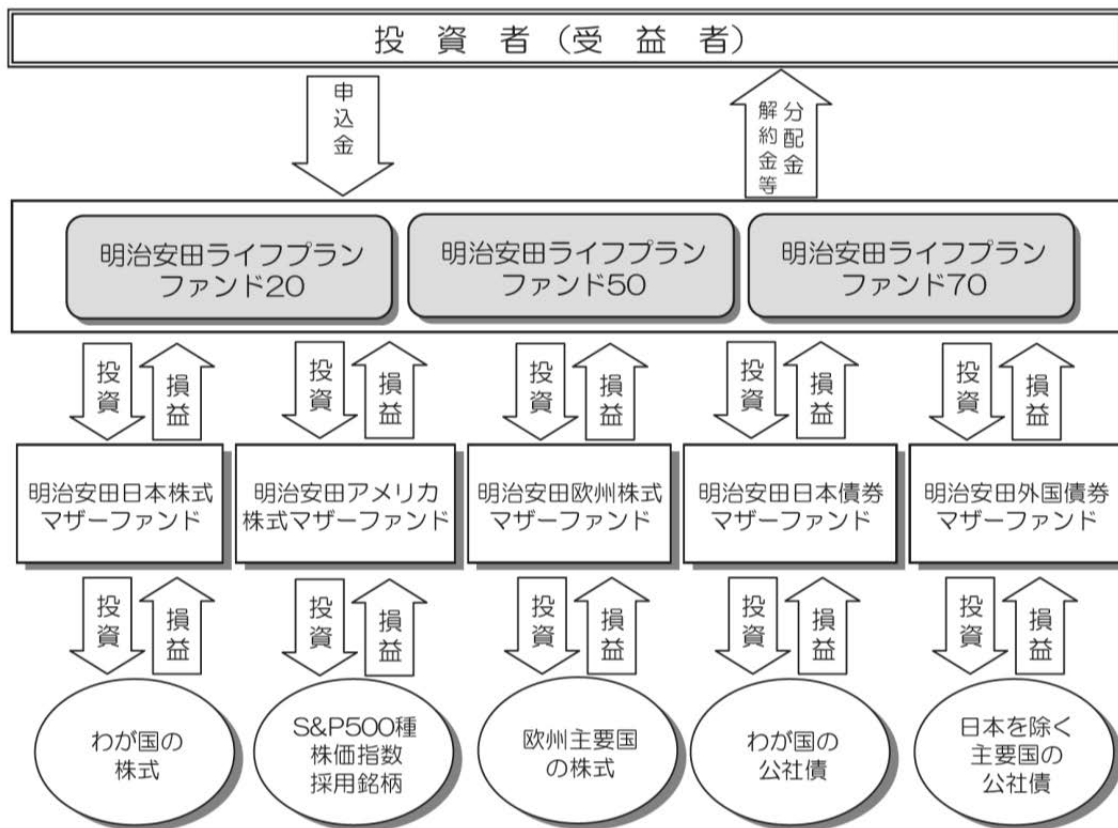 投資者(受益者)
申込金
分配金
解約金等
明治安田ライフプラン
ファンド20
明治安田ライフプラン
ファンド50
明治安田ライフプラン
ファンド70
投資
損益
投資
損益
投資
損益
投資
損益
投資
損益
明治安田日本株式
マザーファンド
明治安田アメリカ
株式マザーファンド
明治安田欧州株式
マザーファンド
明治安田日本債券
マザーファンド
明治安田外国債券
マザーファンド
投資
損益
投資
損益
投資
損益
投資
損益
投資
損益
わが国の
株式
S&P500種
株価指数
採用銘柄
欧州主要国
の株式
わが国の
公社債
日本を除く
主要国の
公社債